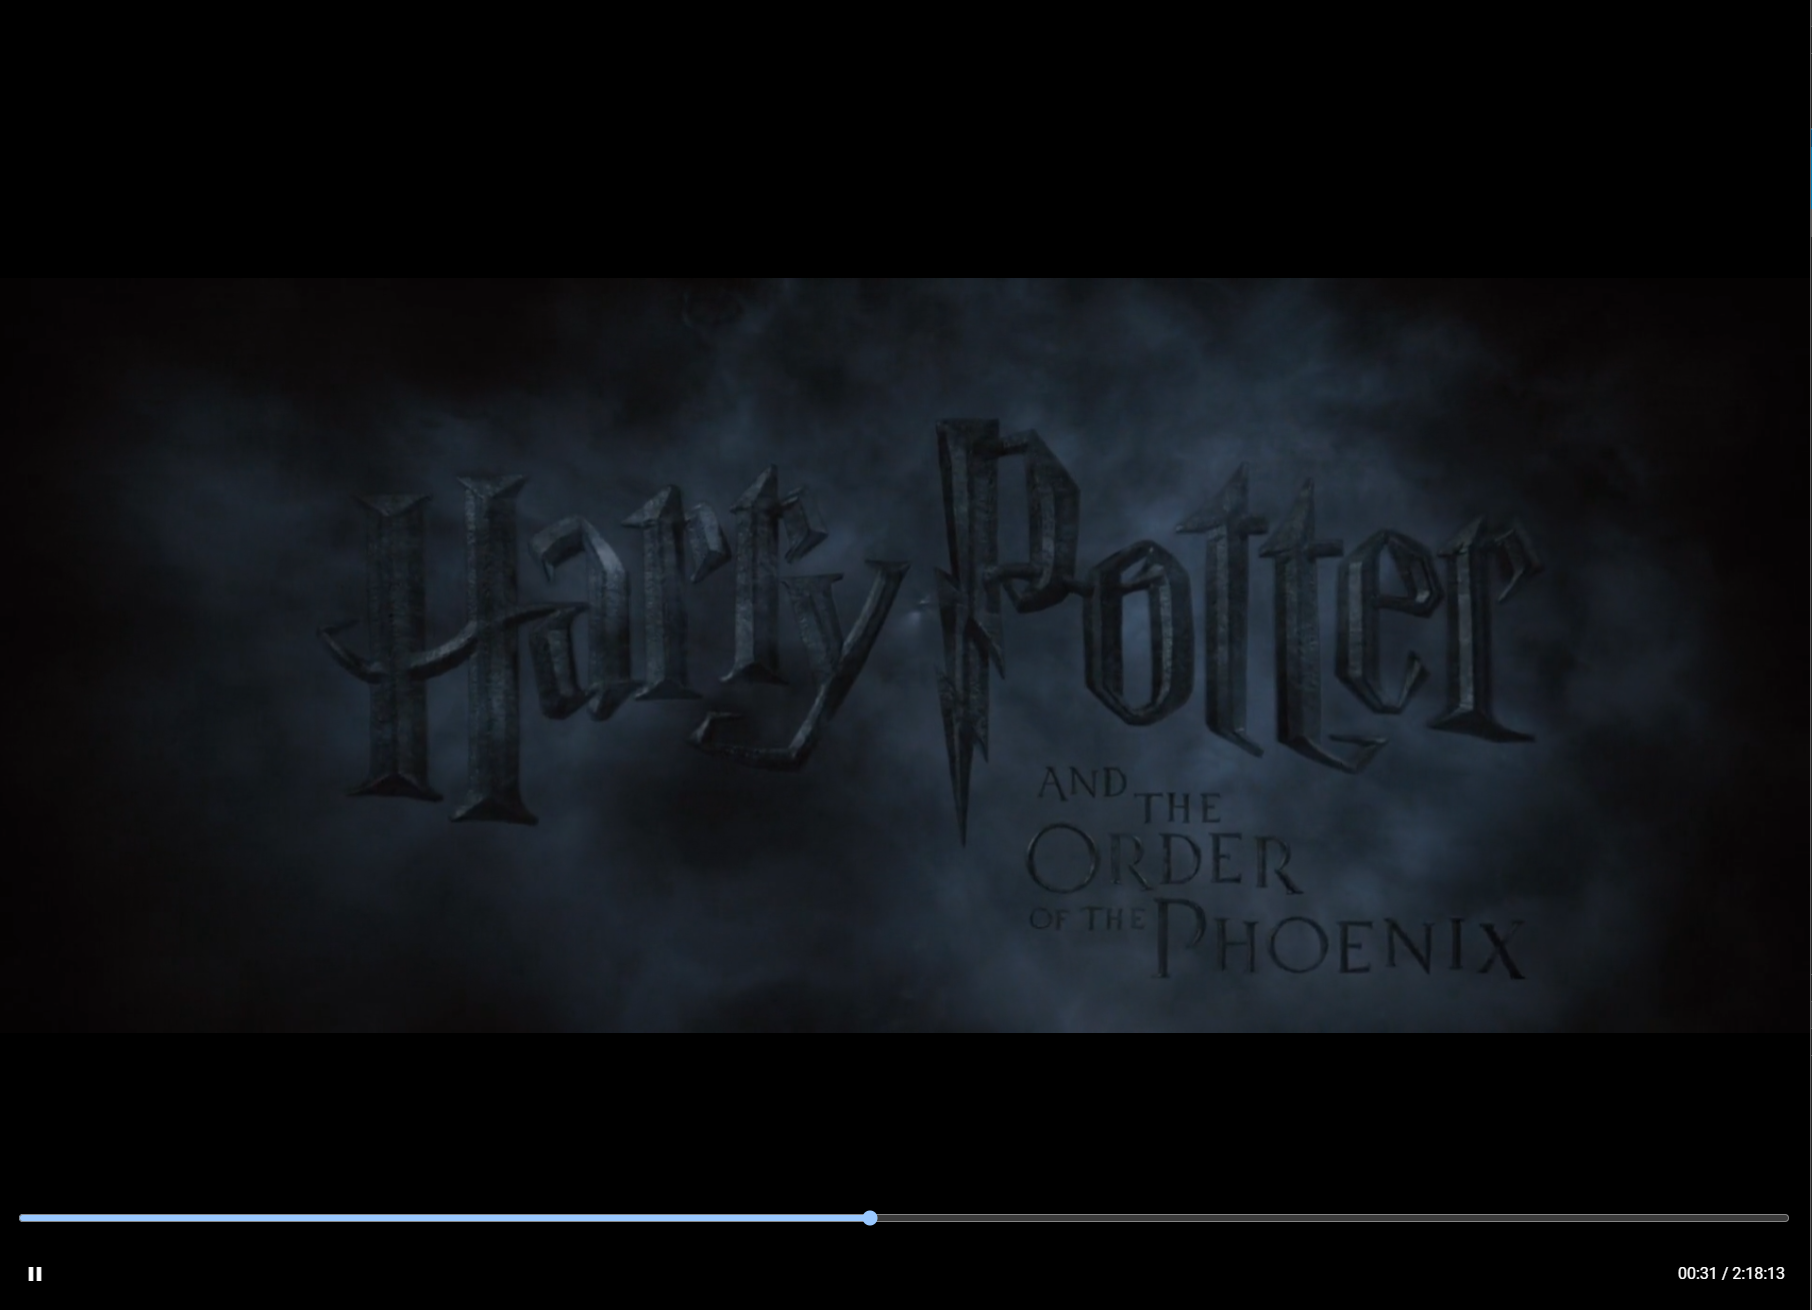 Harry Potter
AND THE
ORDER
OF THE PHOENIX
00:31 / 2:18:13